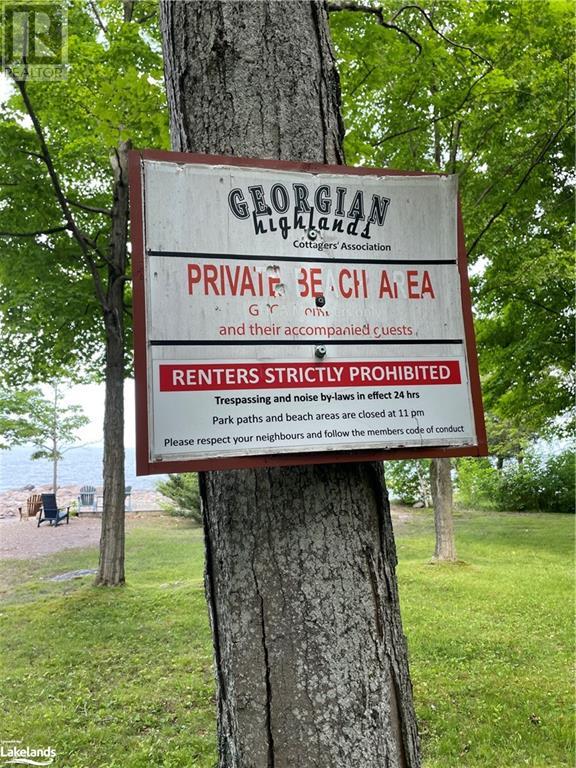 REALTOR
GEORGIAN
highlands
Cottagers' Association
PRIVATE BEACH AREA
and their accompanied guests
RENTERS STRICTLY PROHIBITED
Trespassing and noise by-laws in effect 24 hrs
Park paths and beach areas are closed at 11 pm
Please respect your neighbours and follow the members code of conduct
Lakelands